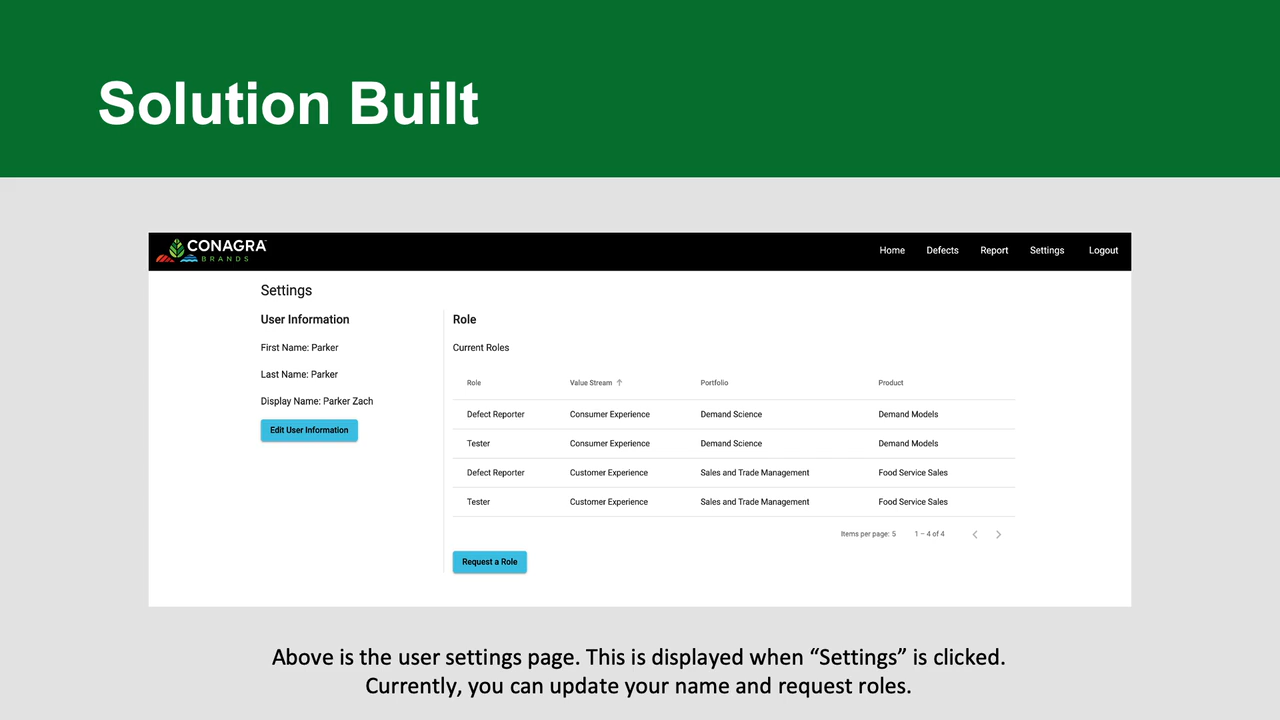 Solution Built
CONAGRA
BRANDS
Home Defects Report Settings Logout
Settings
User Information
First Name: Parker
Last Name: Parker
Display Name: Parker Zach
Edit User Information
Role
Current Roles
Role Value Stream ↑ Portfolio Product
Defect Reporter Consumer Experience Demand Science Demand Models
Tester Consumer Experience Demand Science Demand Models
Defect Reporter Customer Experience Sales and Trade Management Food Service Sales
Tester Customer Experience Sales and Trade Management Food Service Sales
Items per page: 5 1 – 4 of 4
Request a Role
Above is the user settings page. This is displayed when “Settings” is clicked.
Currently, you can update your name and request roles.